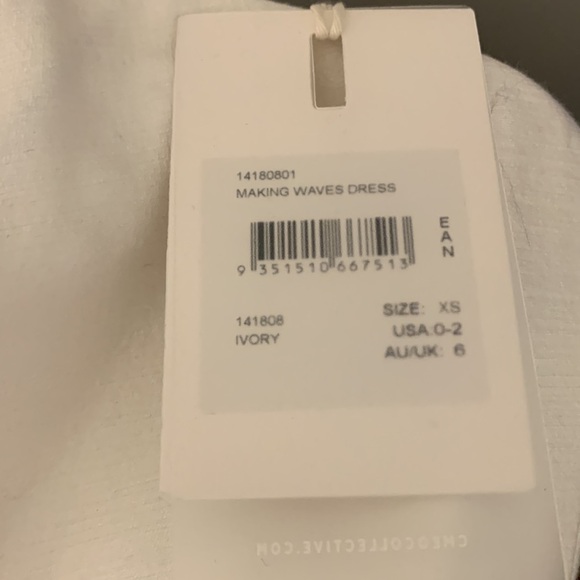 14180801
MAKING WAVES DRESS
EAN
9 351510 667513
141808
IVORY
SIZE: XS
USA:0-2
AU/UK: 6
CMEOCOLLECTIVE.COM